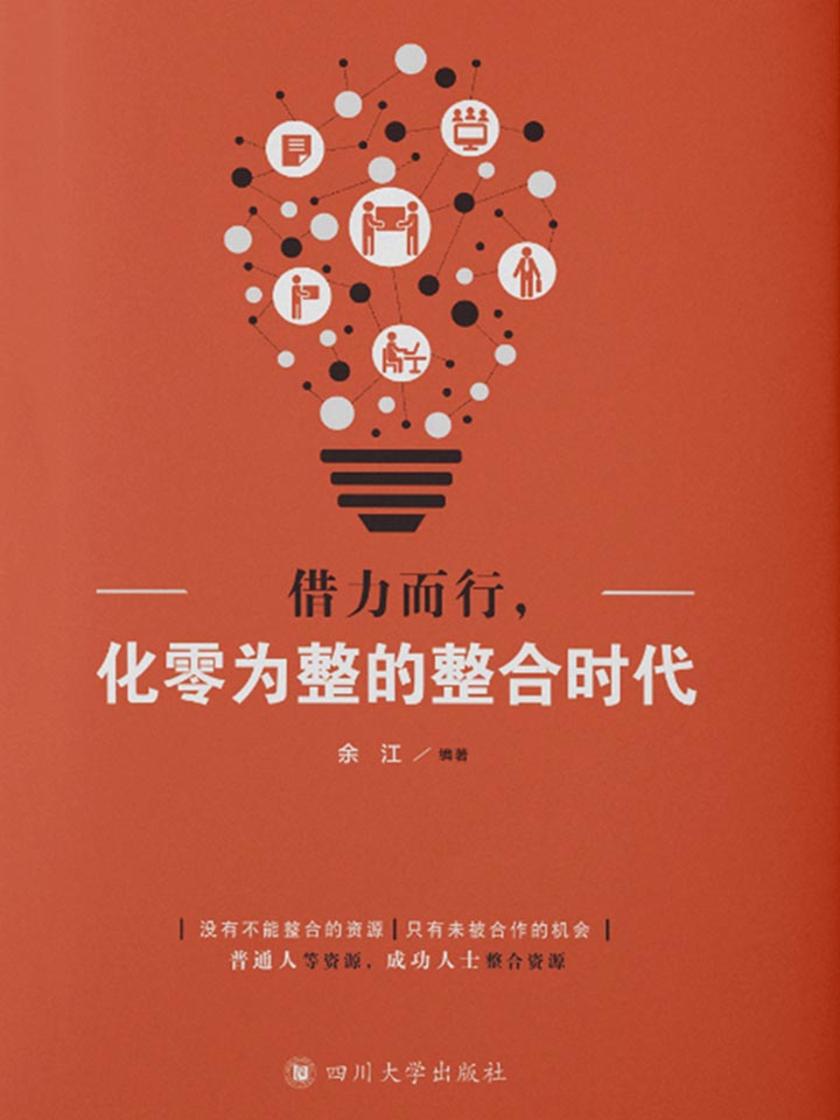 借力而行，
化零为整的整合时代
余江／编著
没有不能整合的资源|只有未被合作的机会
普通人等资源，成功人士整合资源
四川大学出版社